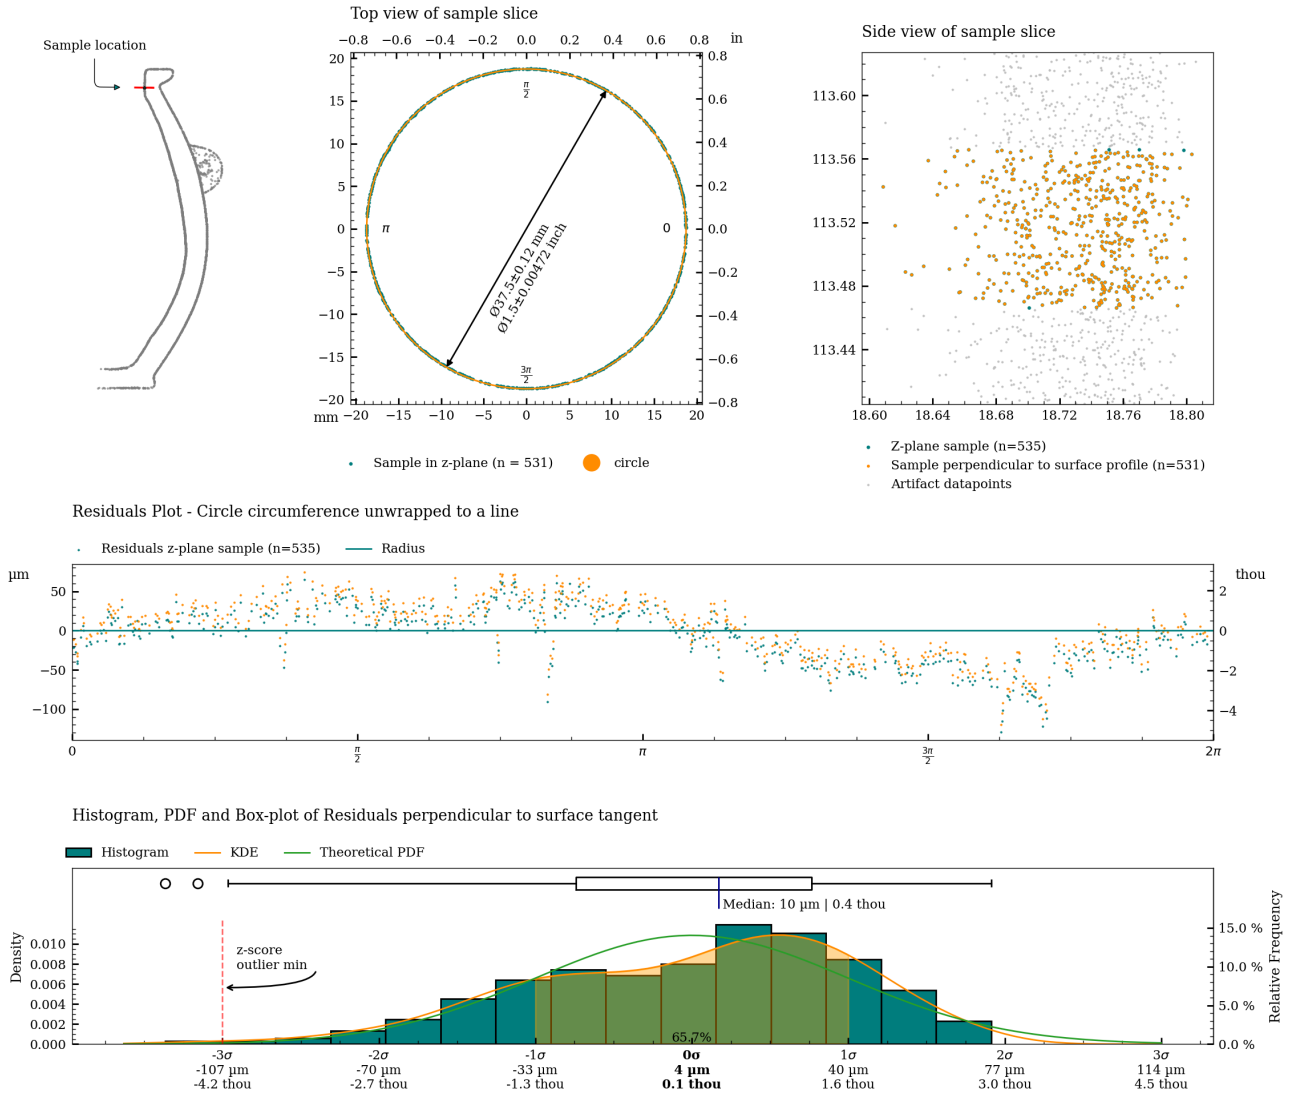 Top view of sample slice
Side view of sample slice
Sample location
−0.8 −0.6 −0.4 −0.2 0.0 0.2 0.4 0.6 0.8 in
20
15
10
5
0
−5
−10
−15
−20
mm
0.8
0.6
0.4
0.2
0.0
−0.2
−0.4
−0.6
−0.8
π/2
π
0
3π/2
Ø37.5±0.12 mm
Ø1.5±0.00472 inch
−20 −15 −10 −5 0 5 10 15 20
Sample in z-plane (n = 531)
circle
113.60
113.56
113.52
113.48
113.44
18.60 18.64 18.68 18.72 18.76 18.80
Z-plane sample (n=535)
Sample perpendicular to surface profile (n=531)
Artifact datapoints
Residuals Plot - Circle circumference unwrapped to a line
Residuals z-plane sample (n=535)
Radius
µm
thou
50
0
−50
−100
2
0
−2
−4
0 π/2 π 3π/2 2π
Histogram, PDF and Box-plot of Residuals perpendicular to surface tangent
Histogram
KDE
Theoretical PDF
Median: 10 µm | 0.4 thou
z-score
outlier min
65.7%
Density
0.010
0.008
0.006
0.004
0.002
0.000
15.0 %
10.0 %
5.0 %
0.0 %
Relative Frequency
-3σ -2σ -1σ 0σ 1σ 2σ 3σ
-107 µm -70 µm -33 µm 4 µm 40 µm 77 µm 114 µm
-4.2 thou -2.7 thou -1.3 thou 0.1 thou 1.6 thou 3.0 thou 4.5 thou